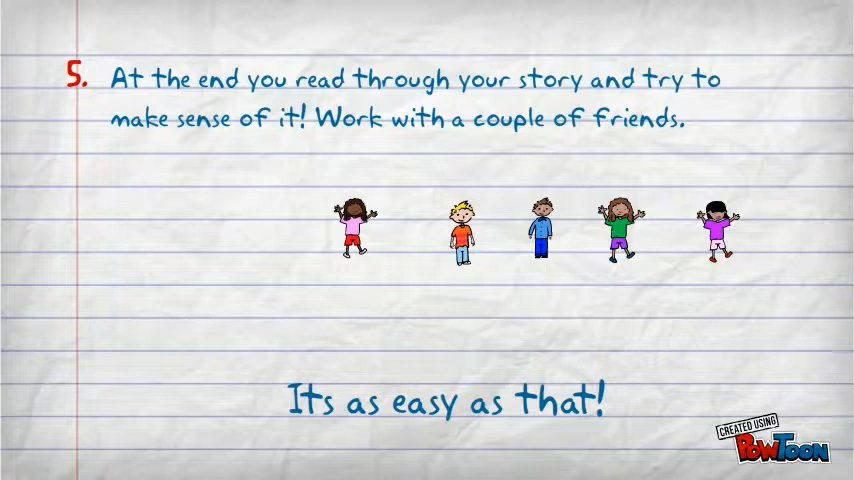 5. At the end you read through your story and try to
make sense of it! Work with a couple of friends.
Its as easy as that!
CREATED USING
POWTOON